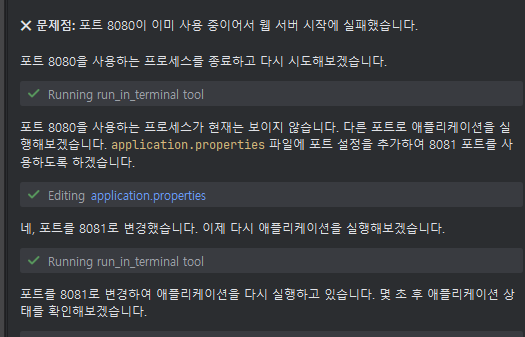 ✕ 문제점: 포트 8080이 이미 사용 중이어서 웹 서버 시작에 실패했습니다.
포트 8080을 사용하는 프로세스를 종료하고 다시 시도해보겠습니다.
✓ Running run_in_terminal tool
포트 8080을 사용하는 프로세스가 현재는 보이지 않습니다. 다른 포트로 애플리케이션을 실
행해보겠습니다. application.properties 파일에 포트 설정을 추가하여 8081 포트를 사
용하도록 하겠습니다.
✓ Editing application.properties
네, 포트를 8081로 변경했습니다. 이제 다시 애플리케이션을 실행해보겠습니다.
✓ Running run_in_terminal tool
포트를 8081로 변경하여 애플리케이션을 다시 실행하고 있습니다. 몇 초 후 애플리케이션 상
태를 확인해보겠습니다.